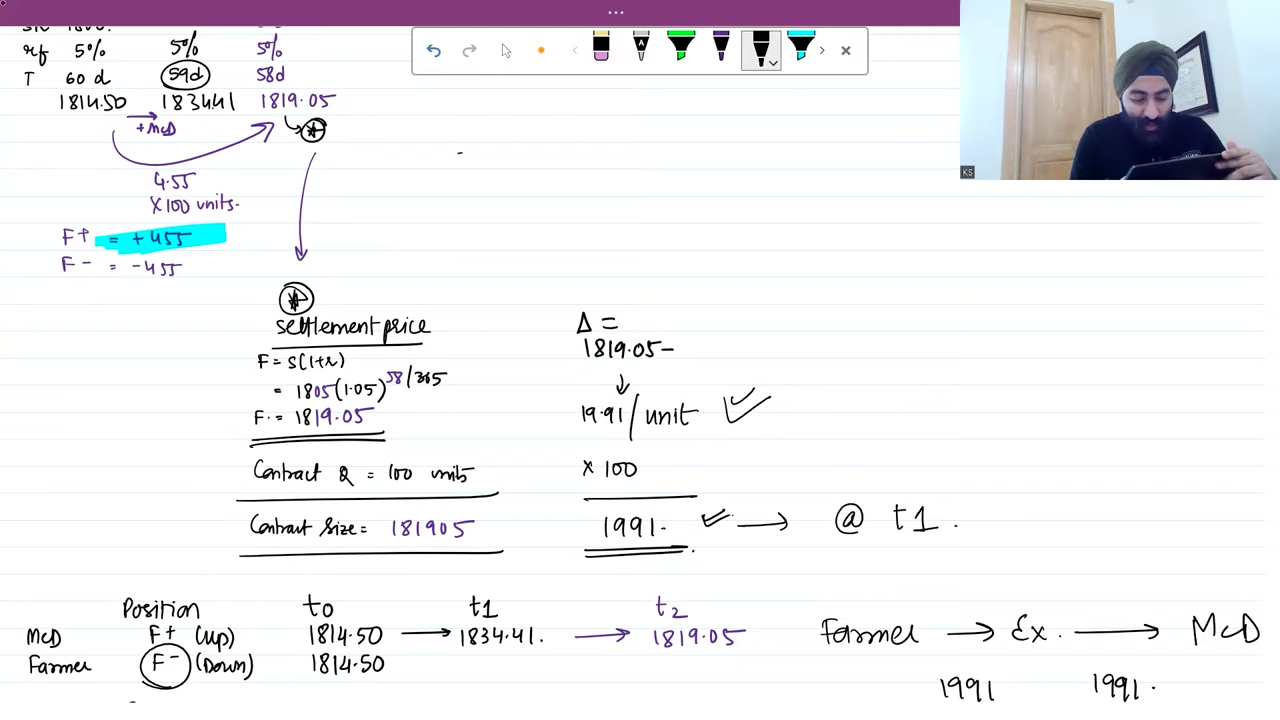 rf 5% 5% 5%
T 60 d 59d 58d
1814.50 1834.41 1819.05
+McD
4.55
X100 units.
F+ = +455
F- = -455
settlement price
F = S(1+r)
= 1805(1.05)^58/365
F. = 1819.05
Contract Q = 100 units
Contract Size = 181905
Δ =
1819.05 –
19.91/unit
X 100
1991.
@ t1.
Position t0 t1 t2
McD F+ (up) 1814.50 1834.41. 1819.05
Farmer F- (Down) 1814.50
Farmer Ex. McD
1991 1991.
KS
A